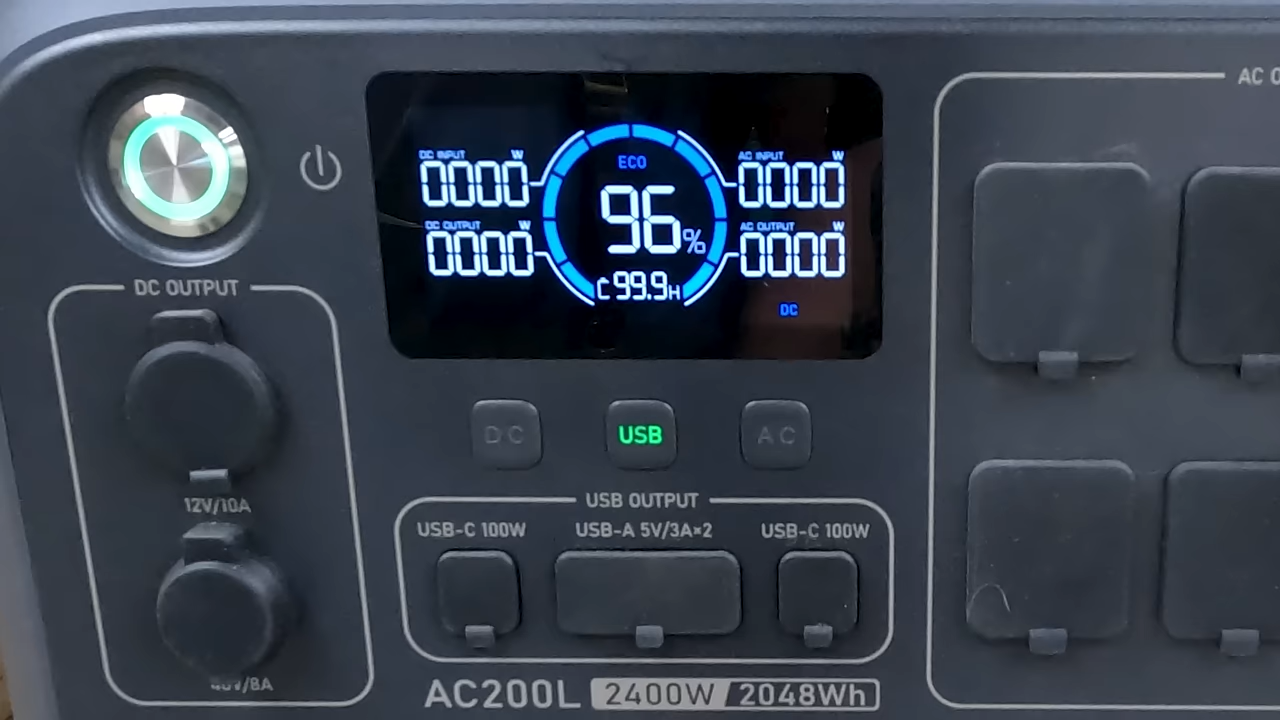 AC O
DC INPUT W
0000
DC OUTPUT W
0000
ECO
96%
C99.9H
AC INPUT W
0000
AC OUTPUT W
0000
DC
DC OUTPUT
12V/10A
48V/8A
DC
USB
AC
USB OUTPUT
USB-C 100W
USB-A 5V/3A×2
USB-C 100W
AC200L 2400W/2048Wh